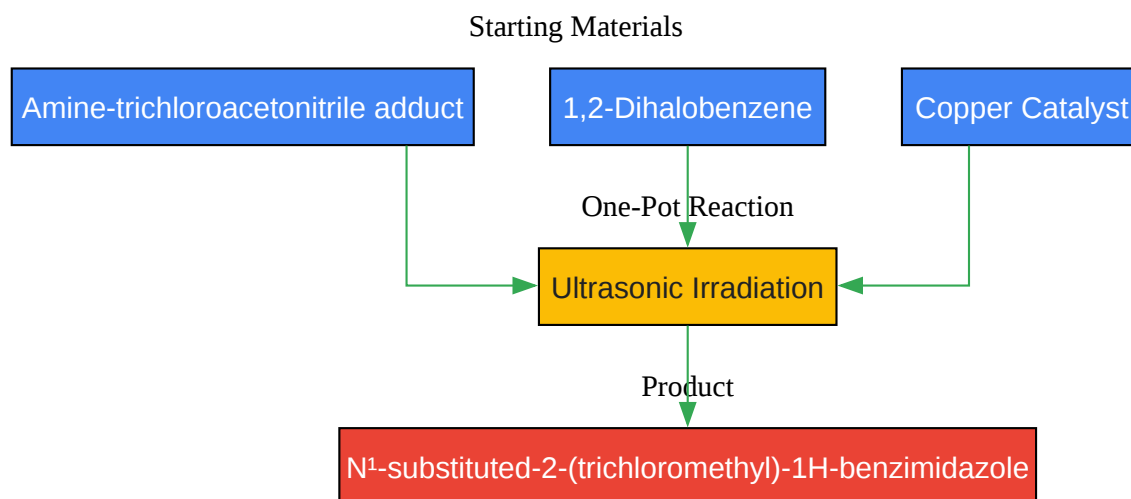 Starting Materials
Amine-trichloroacetonitrile adduct
1,2-Dihalobenzene
Copper Catalyst
One-Pot Reaction
Ultrasonic Irradiation
Product
N¹-substituted-2-(trichloromethyl)-1H-benzimidazole